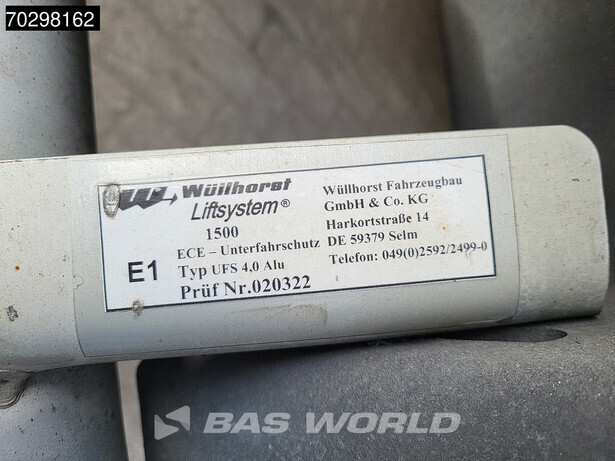 70298162
Wüllhorst
Liftsystem®
1500
ECE – Unterfahrschutz
E1
Typ UFS 4,0 Alu
Prüf Nr.020322
Wüllhorst Fahrzeugbau
GmbH & Co. KG
Harkortstraße 14
DE 59379 Selm
Telefon: 049(0)2592/2499-0
BAS WORLD